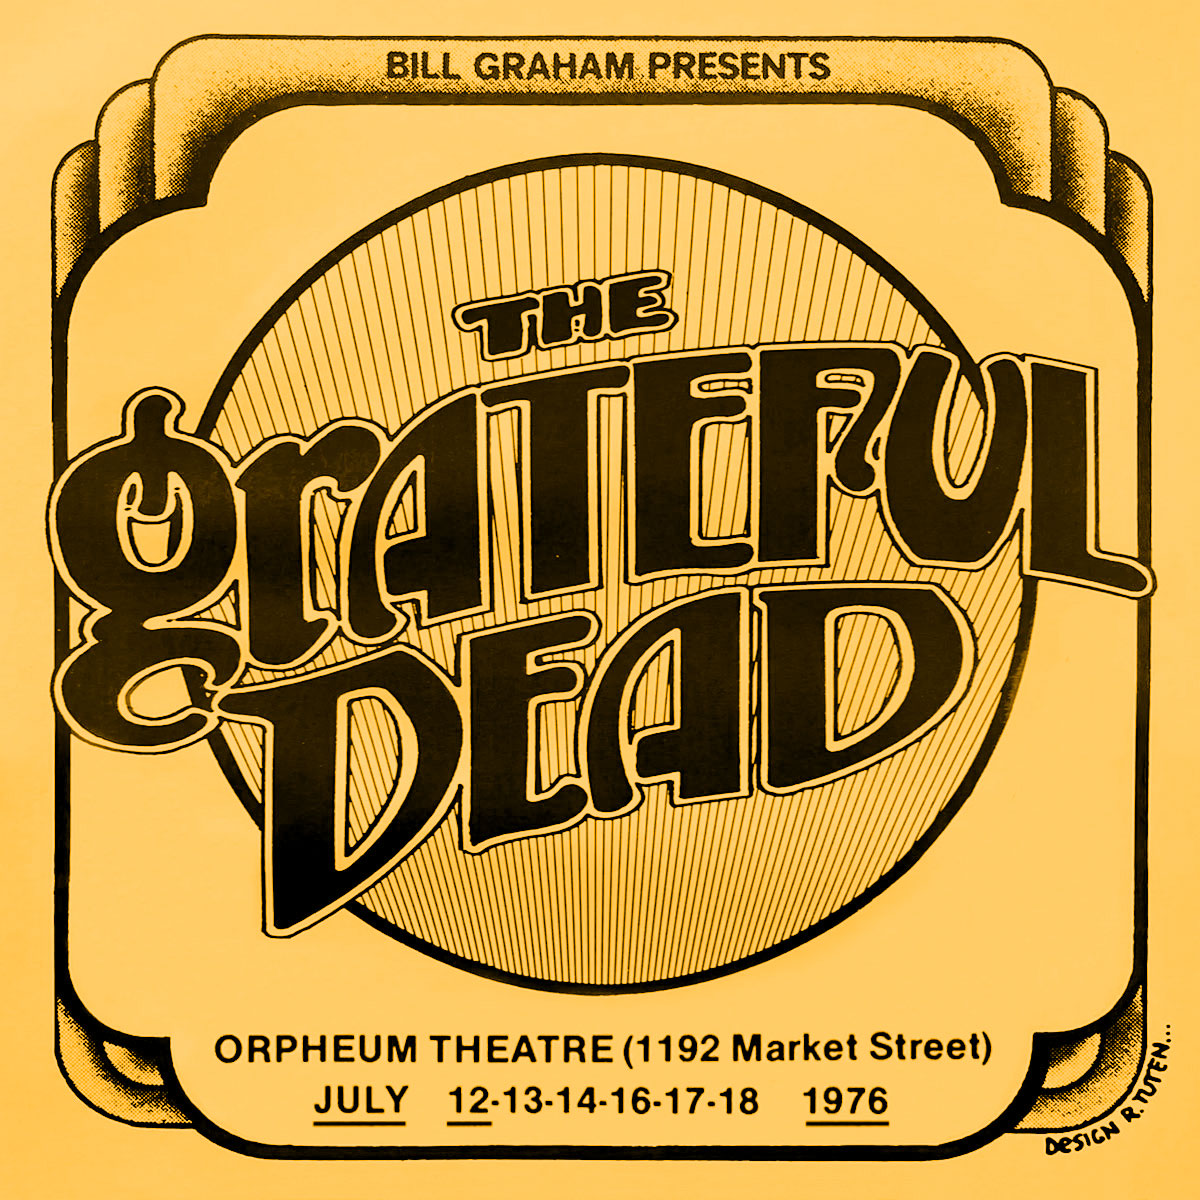 BILL GRAHAM PRESENTS
THE
gRATEFUL
DEAD
ORPHEUM THEATRE (1192 Market Street)
JULY 12-13-14-16-17-18 1976
DESIGN R. TUTEN...